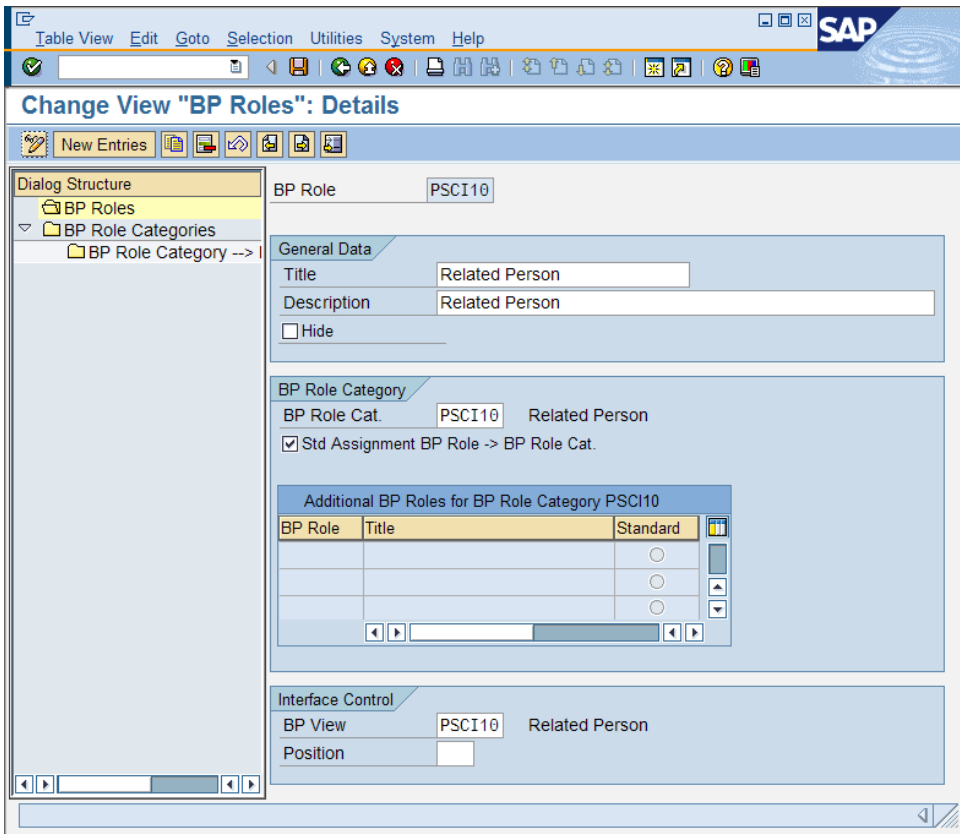 SAP
Table View Edit Goto Selection Utilities System Help
Change View "BP Roles": Details
New Entries
Dialog Structure
BP Roles
BP Role Categories
BP Role Category -->
BP Role PSCI10
General Data
Title Related Person
Description Related Person
Hide
BP Role Category
BP Role Cat. PSCI10 Related Person
Std Assignment BP Role -> BP Role Cat.
Additional BP Roles for BP Role Category PSCI10
BP Role Title Standard
Interface Control
BP View PSCI10 Related Person
Position